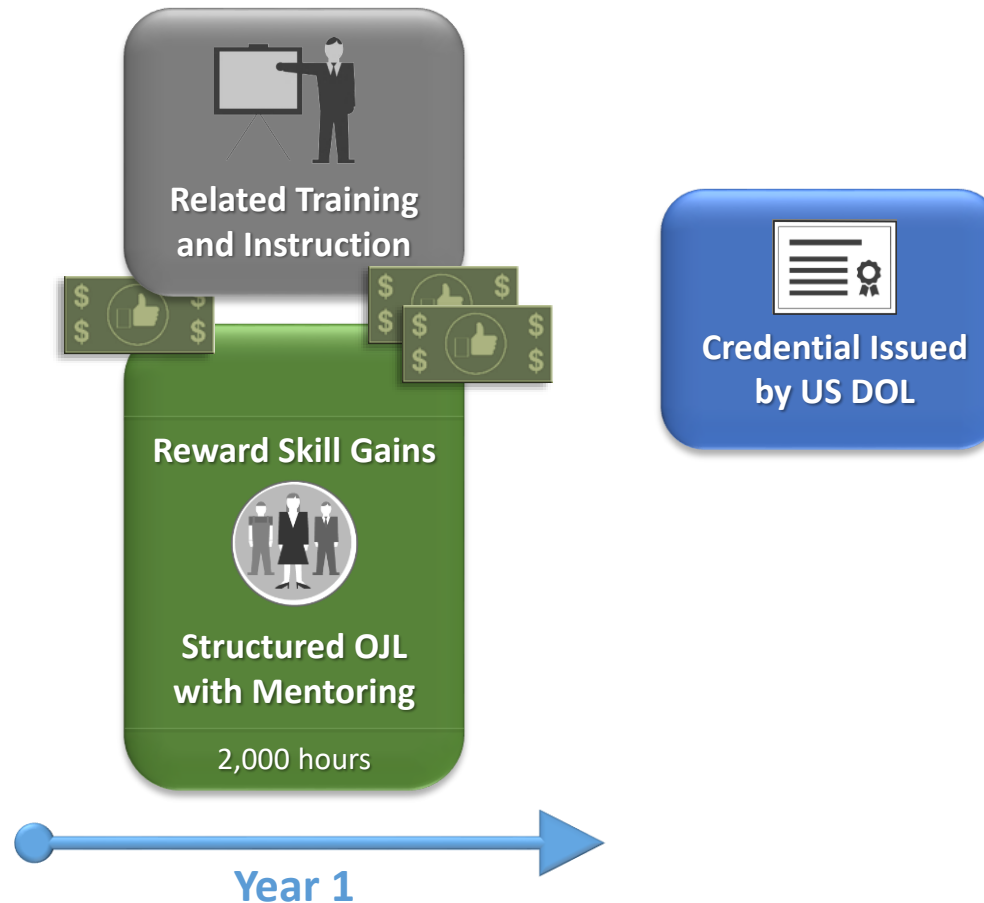 Related Training
and Instruction
$ $ $ $
$ $ $ $
$ $
$ $
Reward Skill Gains
Structured OJL
with Mentoring
2,000 hours
Year 1
Credential Issued
by US DOL